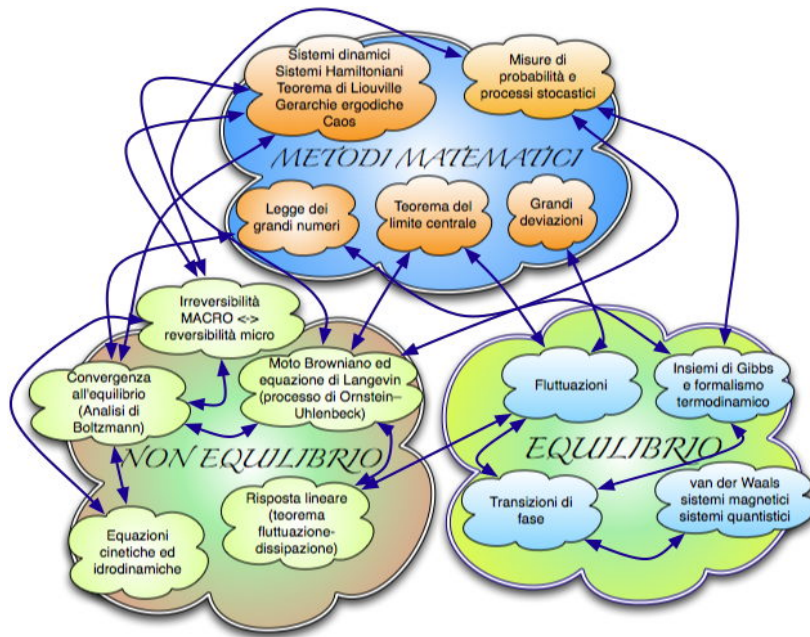 Sistemi dinamici
Sistemi Hamiltoniani
Teorema di Liouville
Gerarchie ergodiche
Caos
Misure di
probabilità e
processi stocastici
METODI MATEMATICI
Legge dei
grandi numeri
Teorema del
limite centrale
Grandi
deviazioni
Irreversibilità
MACRO <->
reversibilità micro
Convergenza
all'equilibrio
(Analisi di
Boltzmann)
Moto Browniano ed
equazione di Langevin
(processo di Ornstein–
Uhlenbeck)
NON EQUILIBRIO
Risposta lineare
(teorema
fluttuazione-
dissipazione)
Equazioni
cinetiche ed
idrodinamiche
Fluttuazioni
Insiemi di Gibbs
e formalismo
termodinamico
EQUILIBRIO
Transizioni di
fase
van der Waals
sistemi magnetici
sistemi quantistici